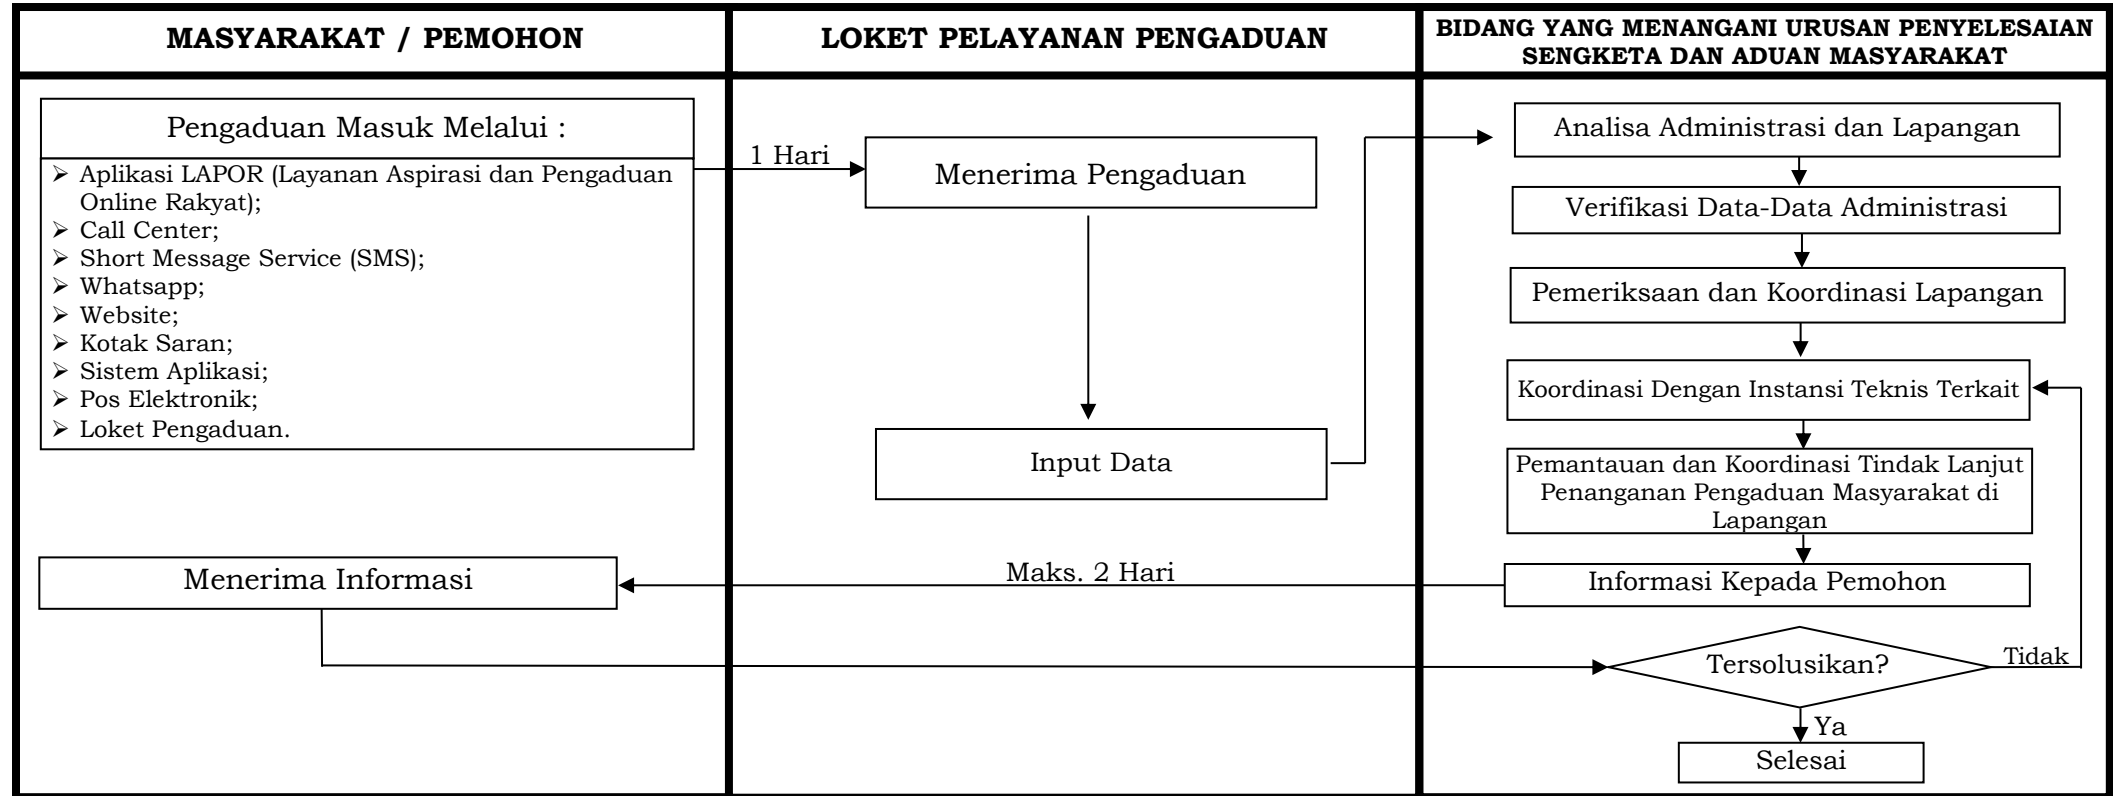 MASYARAKAT / PEMOHON
LOKET PELAYANAN PENGADUAN
BIDANG YANG MENANGANI URUSAN PENYELESAIAN
SENGKETA DAN ADUAN MASYARAKAT
Pengaduan Masuk Melalui :
➢ Aplikasi LAPOR (Layanan Aspirasi dan Pengaduan
Online Rakyat);
➢ Call Center;
➢ Short Message Service (SMS);
➢ Whatsapp;
➢ Website;
➢ Kotak Saran;
➢ Sistem Aplikasi;
➢ Pos Elektronik;
➢ Loket Pengaduan.
1 Hari
Menerima Pengaduan
Input Data
Analisa Administrasi dan Lapangan
Verifikasi Data-Data Administrasi
Pemeriksaan dan Koordinasi Lapangan
Koordinasi Dengan Instansi Teknis Terkait
Pemantauan dan Koordinasi Tindak Lanjut
Penanganan Pengaduan Masyarakat di
Lapangan
Informasi Kepada Pemohon
Maks. 2 Hari
Menerima Informasi
Tersolusikan?
Tidak
Ya
Selesai